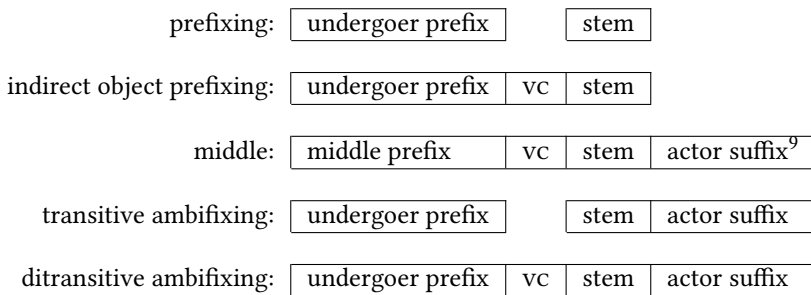 prefixing: undergoer prefix stem
indirect object prefixing: undergoer prefix VC stem
middle: middle prefix VC stem actor suffix⁹
transitive ambifixing: undergoer prefix stem actor suffix
ditransitive ambifixing: undergoer prefix VC stem actor suffix